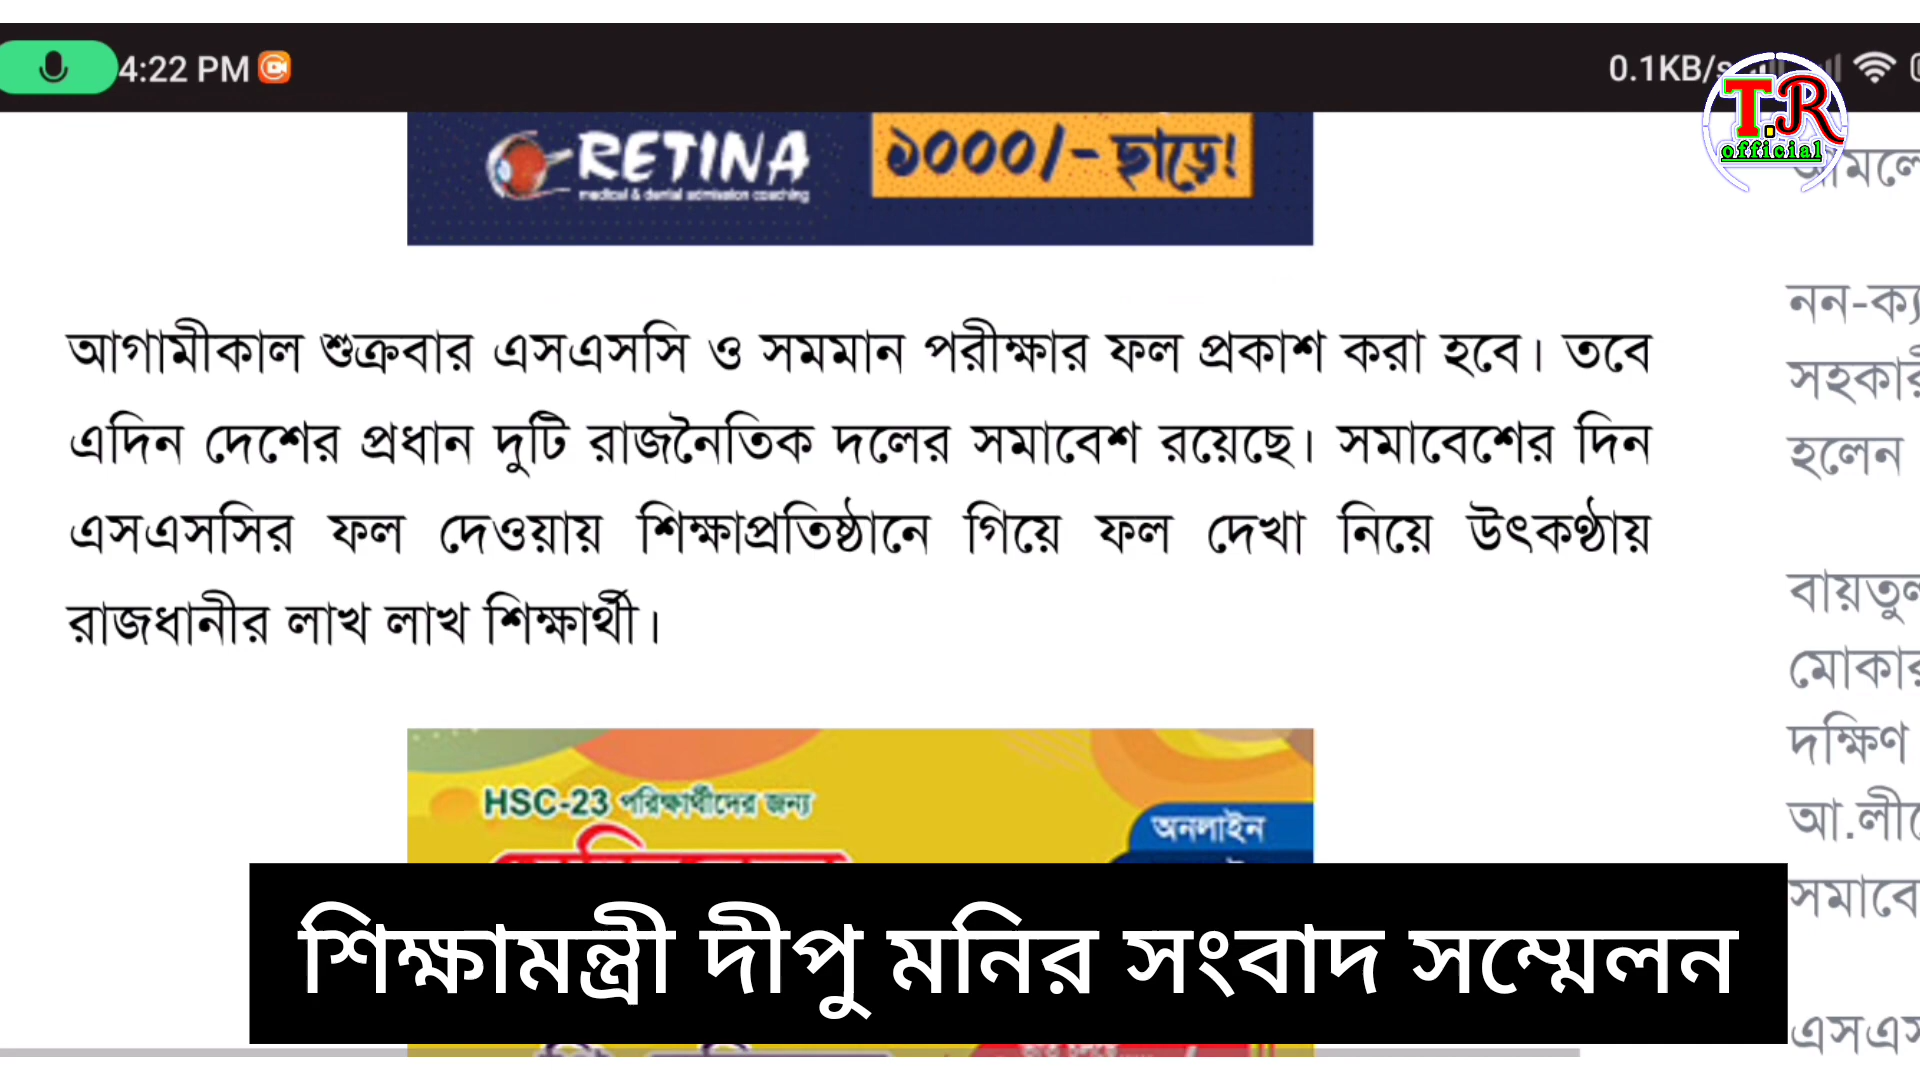 4:22 PM
0.1KB/s
T.R
official
RETINA
medical & dental admission coaching
১০০০/- ছাড়ে!
আগামীকাল শুক্রবার এসএসসি ও সমমান পরীক্ষার ফল প্রকাশ করা হবে। তবে
এদিন দেশের প্রধান দুটি রাজনৈতিক দলের সমাবেশ রয়েছে। সমাবেশের দিন
এসএসসির ফল দেওয়ায় শিক্ষাপ্রতিষ্ঠানে গিয়ে ফল দেখা নিয়ে উৎকণ্ঠায়
রাজধানীর লাখ লাখ শিক্ষার্থী।
HSC-23 পরিক্ষার্থীদের জন্য
অনলাইন
শিক্ষামন্ত্রী দীপু মনির সংবাদ সম্মেলন
হলেন
দক্ষিণ